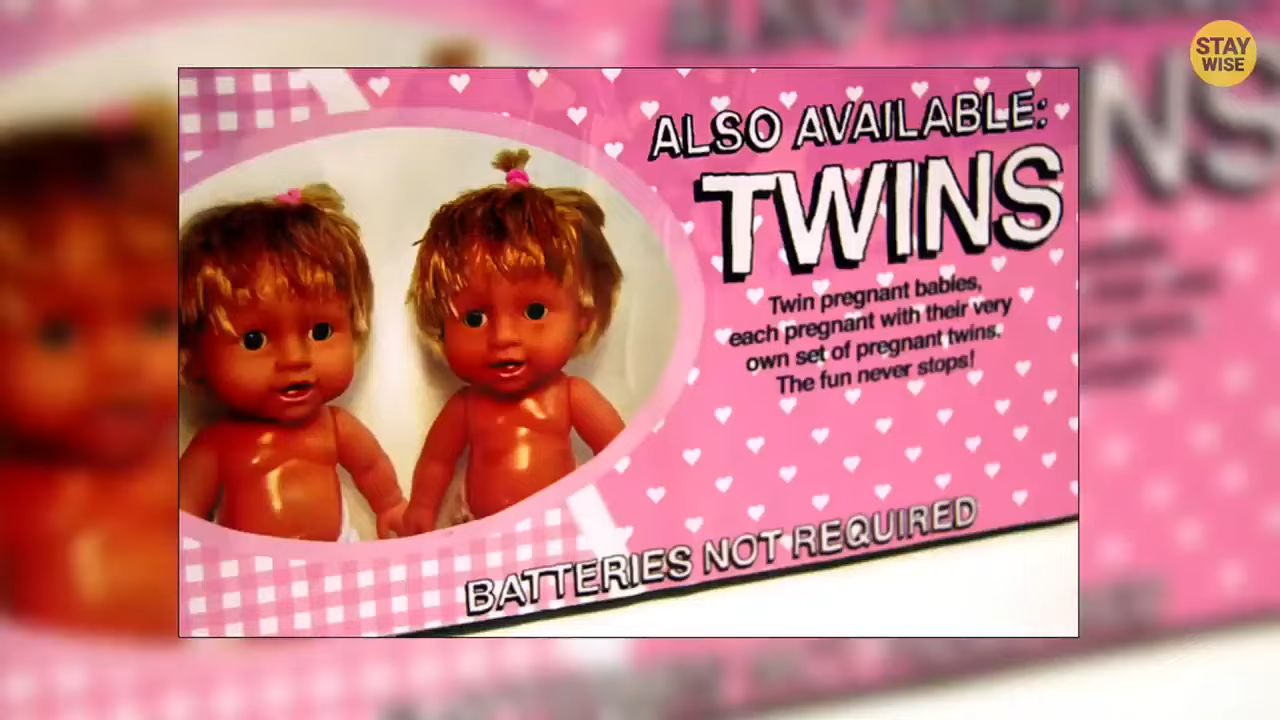 STAY
WISE
ALSO AVAILABLE:
TWINS
Twin pregnant babies,
each pregnant with their very
own set of pregnant twins.
The fun never stops!
BATTERIES NOT REQUIRED